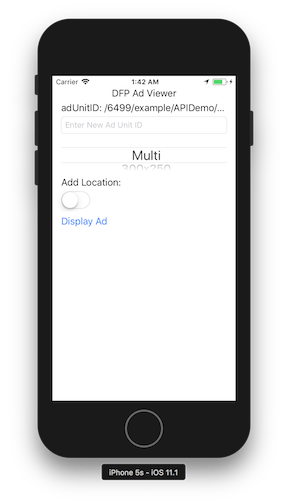 Carrier 1:42 AM
DFP Ad Viewer
adUnitID: /6499/example/APIDemo/...
Enter New Ad Unit ID
Multi
300x250
Add Location:
Display Ad
iPhone 5s - iOS 11.1